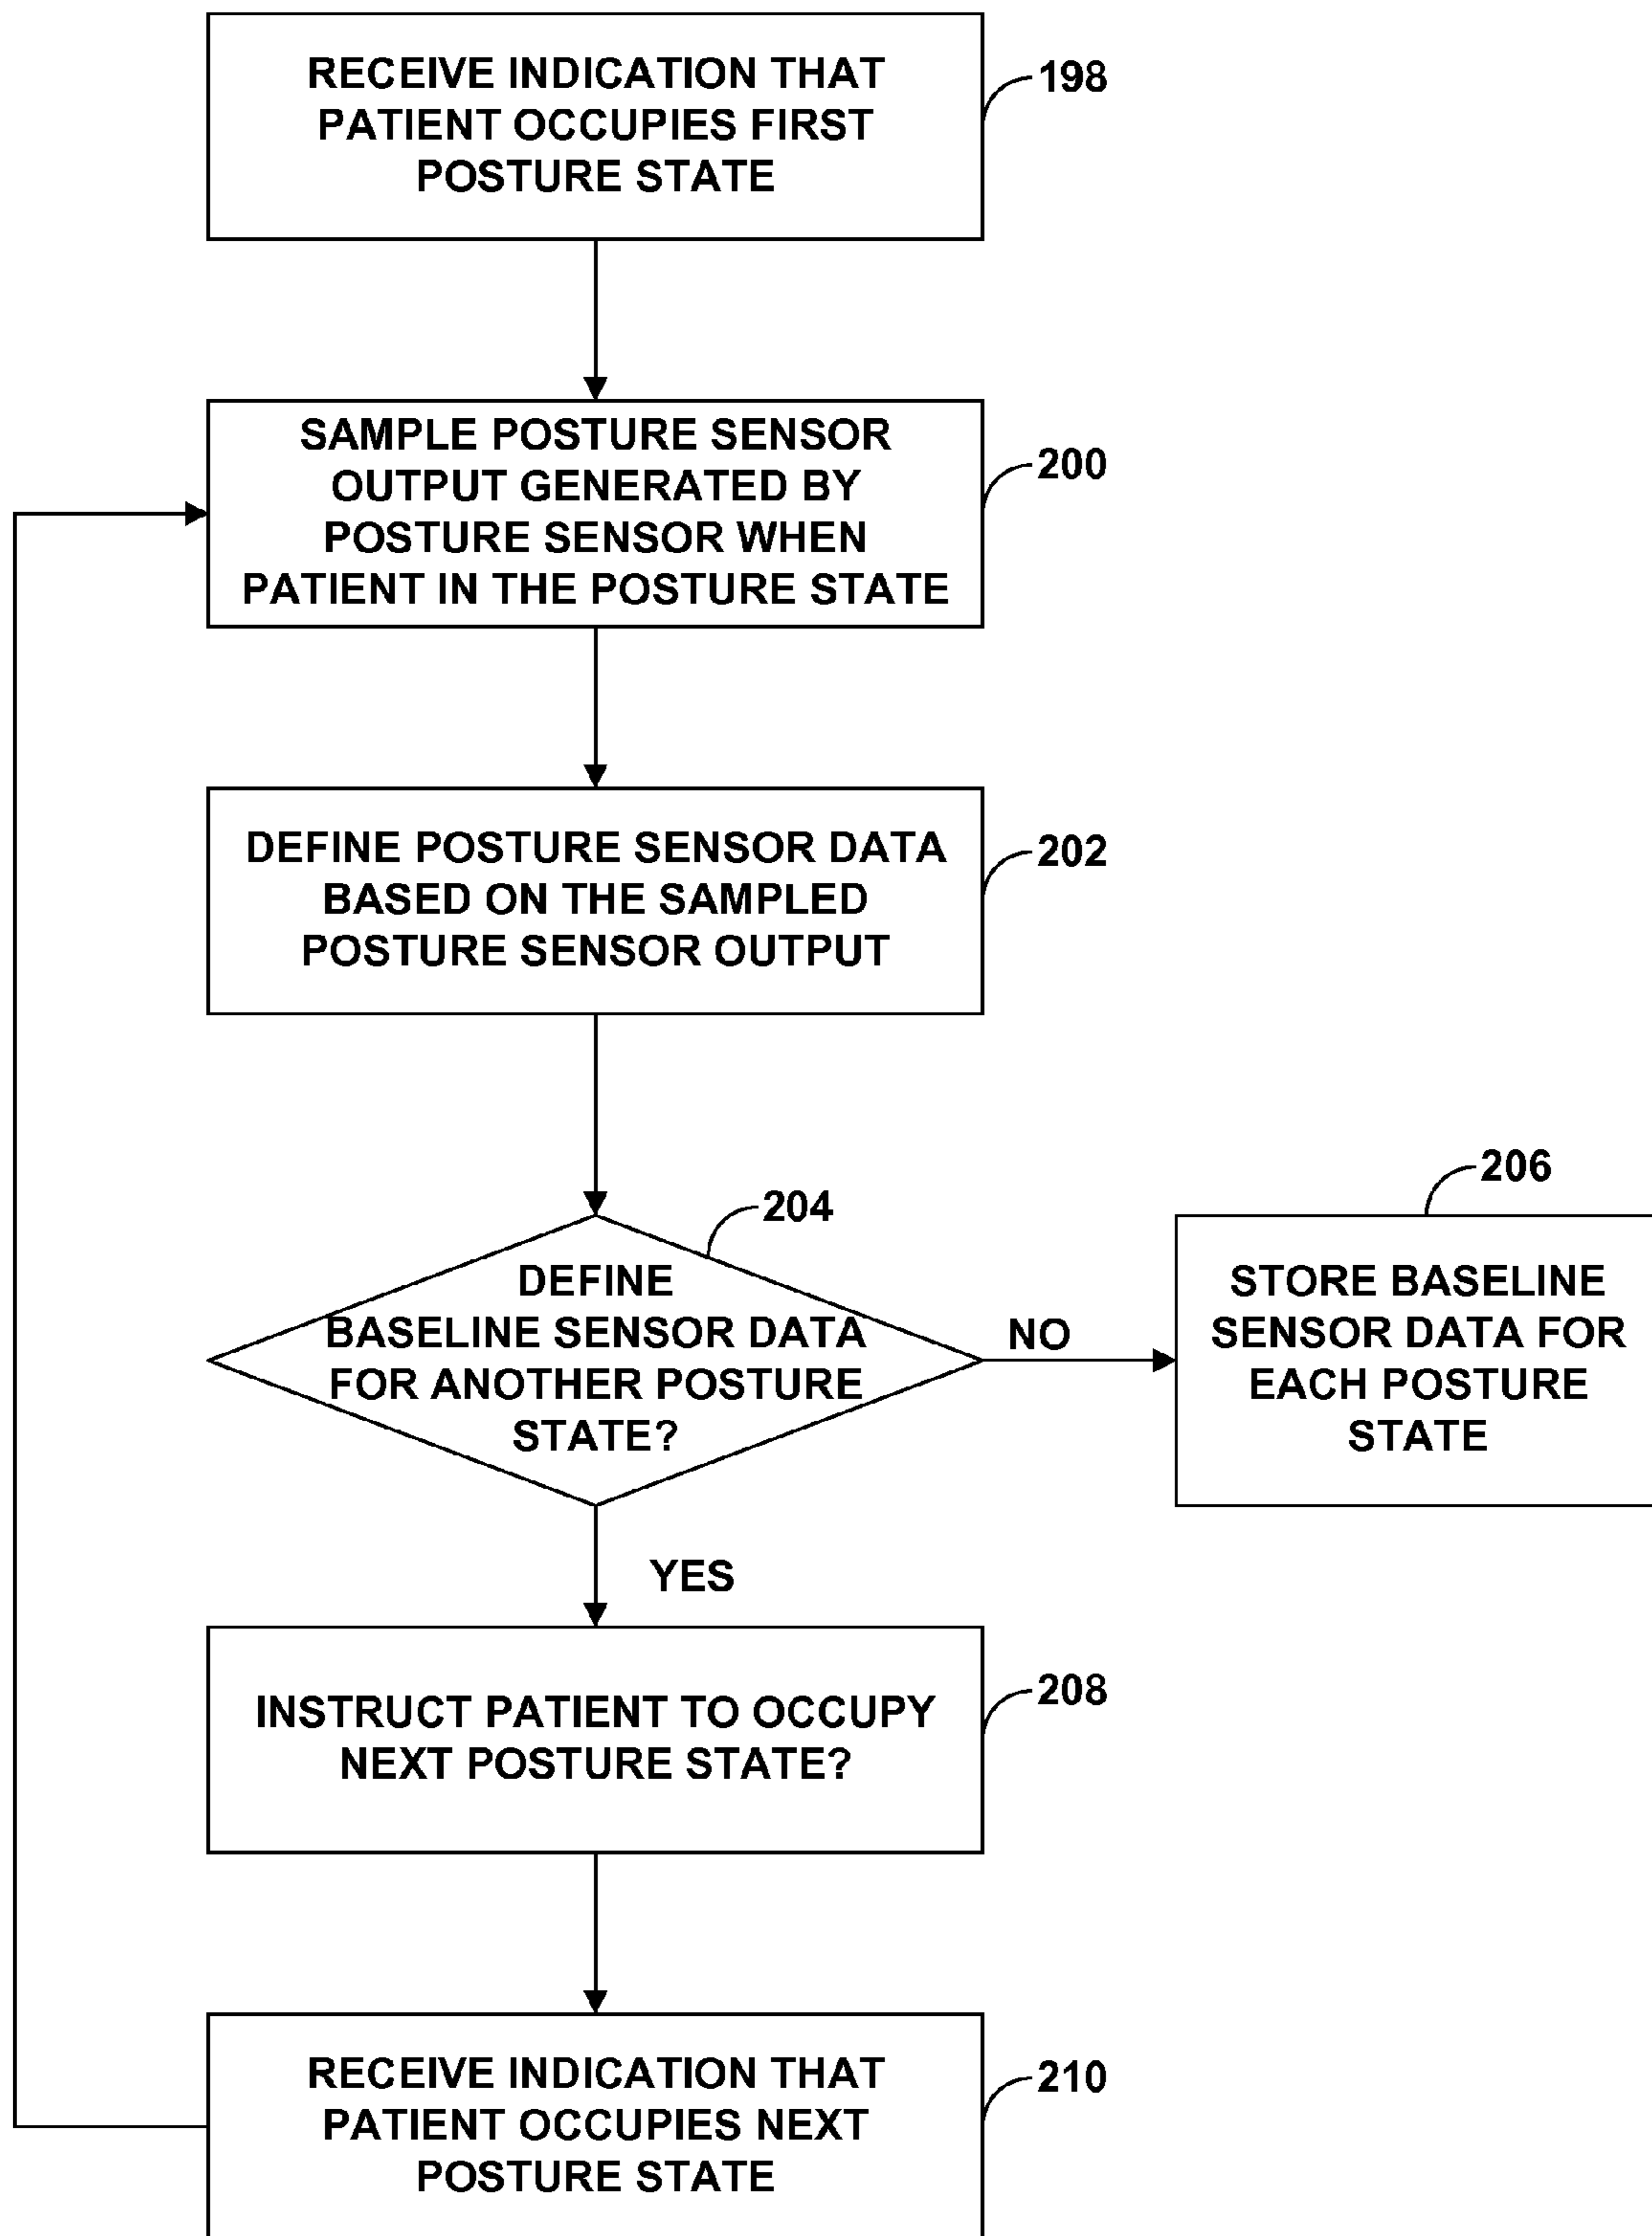 RECEIVE INDICATION THAT
PATIENT OCCUPIES FIRST
POSTURE STATE
198
SAMPLE POSTURE SENSOR
OUTPUT GENERATED BY
POSTURE SENSOR WHEN
PATIENT IN THE POSTURE STATE
200
DEFINE POSTURE SENSOR DATA
BASED ON THE SAMPLED
POSTURE SENSOR OUTPUT
202
204
DEFINE
BASELINE SENSOR DATA
FOR ANOTHER POSTURE
STATE?
NO
206
STORE BASELINE
SENSOR DATA FOR
EACH POSTURE
STATE
YES
INSTRUCT PATIENT TO OCCUPY
NEXT POSTURE STATE?
208
RECEIVE INDICATION THAT
PATIENT OCCUPIES NEXT
POSTURE STATE
210